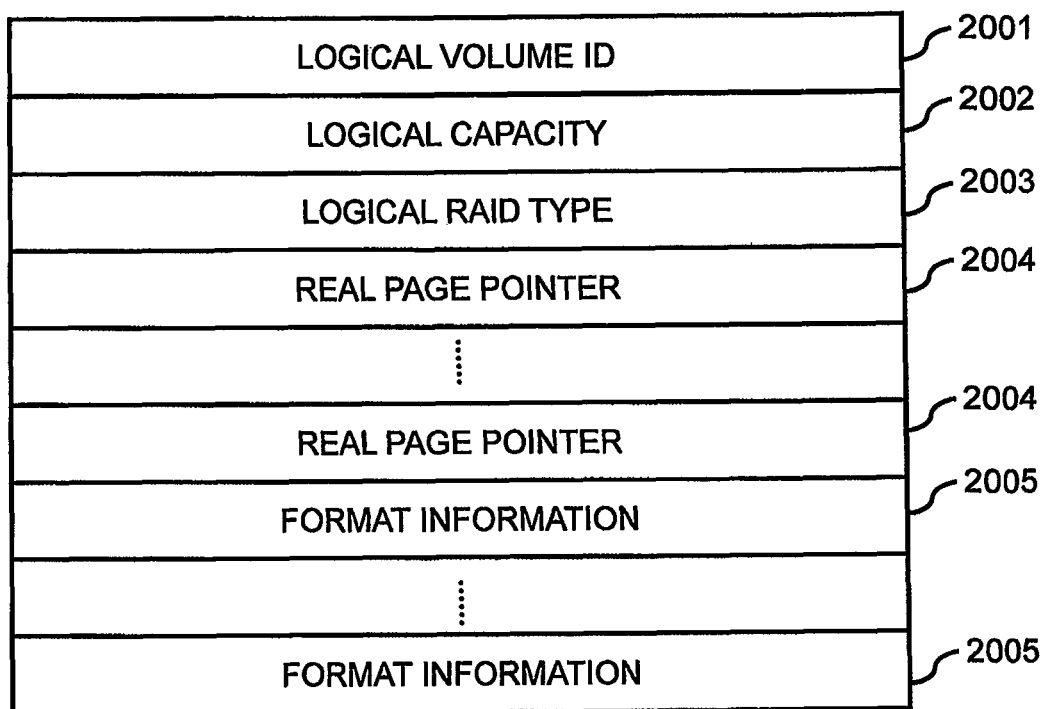 LOGICAL VOLUME ID 2001
LOGICAL CAPACITY 2002
LOGICAL RAID TYPE 2003
REAL PAGE POINTER 2004
REAL PAGE POINTER 2004
FORMAT INFORMATION 2005
FORMAT INFORMATION 2005